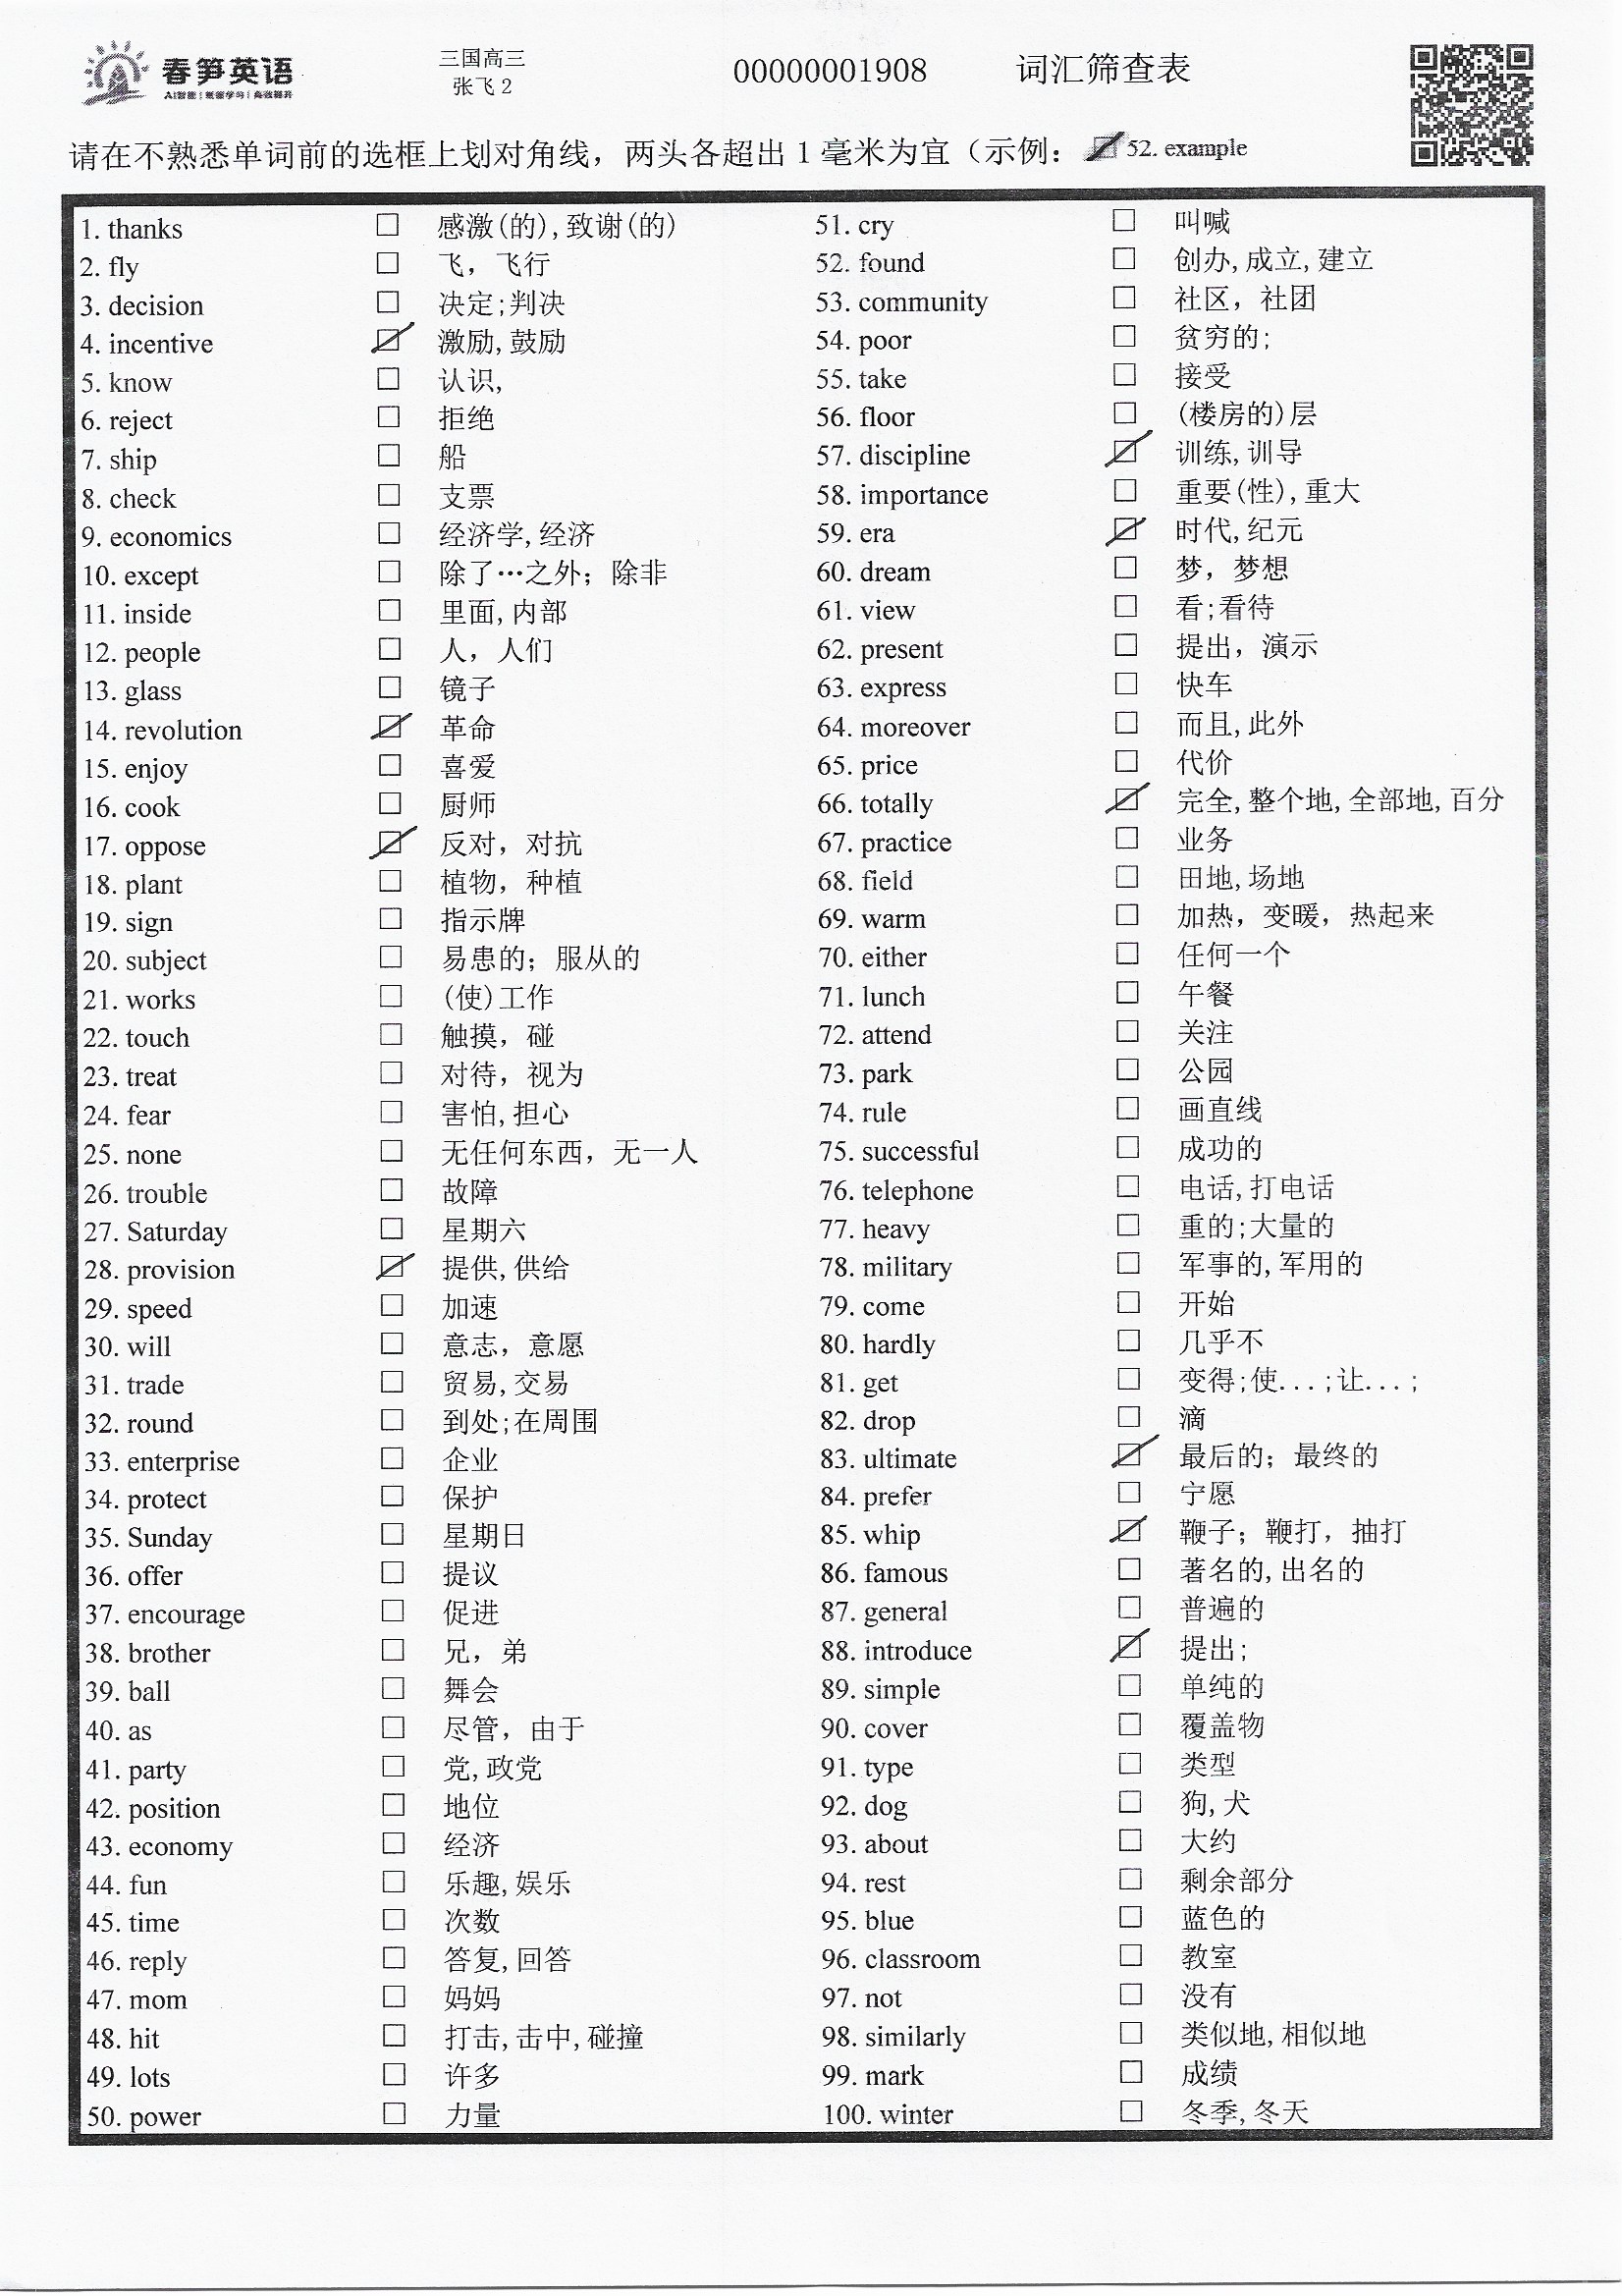 春笋英语
AI智能 | 纸笔学习 | 高效提升
三国高三
张飞 2
00000001908
词汇筛查表
请在不熟悉单词前的选框上划对角线，两头各超出 1 毫米为宜（示例： 52. example
1. thanks 感激(的),致谢(的)
2. fly 飞，飞行
3. decision 决定;判决
4. incentive 激励,鼓励
5. know 认识,
6. reject 拒绝
7. ship 船
8. check 支票
9. economics 经济学,经济
10. except 除了…之外；除非
11. inside 里面,内部
12. people 人，人们
13. glass 镜子
14. revolution 革命
15. enjoy 喜爱
16. cook 厨师
17. oppose 反对，对抗
18. plant 植物，种植
19. sign 指示牌
20. subject 易患的；服从的
21. works (使)工作
22. touch 触摸，碰
23. treat 对待，视为
24. fear 害怕,担心
25. none 无任何东西，无一人
26. trouble 故障
27. Saturday 星期六
28. provision 提供,供给
29. speed 加速
30. will 意志，意愿
31. trade 贸易,交易
32. round 到处;在周围
33. enterprise 企业
34. protect 保护
35. Sunday 星期日
36. offer 提议
37. encourage 促进
38. brother 兄，弟
39. ball 舞会
40. as 尽管，由于
41. party 党,政党
42. position 地位
43. economy 经济
44. fun 乐趣,娱乐
45. time 次数
46. reply 答复,回答
47. mom 妈妈
48. hit 打击,击中,碰撞
49. lots 许多
50. power 力量
51. cry 叫喊
52. found 创办,成立,建立
53. community 社区，社团
54. poor 贫穷的;
55. take 接受
56. floor (楼房的)层
57. discipline 训练,训导
58. importance 重要(性),重大
59. era 时代,纪元
60. dream 梦，梦想
61. view 看;看待
62. present 提出，演示
63. express 快车
64. moreover 而且,此外
65. price 代价
66. totally 完全,整个地,全部地,百分
67. practice 业务
68. field 田地,场地
69. warm 加热，变暖，热起来
70. either 任何一个
71. lunch 午餐
72. attend 关注
73. park 公园
74. rule 画直线
75. successful 成功的
76. telephone 电话,打电话
77. heavy 重的;大量的
78. military 军事的,军用的
79. come 开始
80. hardly 几乎不
81. get 变得;使...;让...;
82. drop 滴
83. ultimate 最后的；最终的
84. prefer 宁愿
85. whip 鞭子；鞭打，抽打
86. famous 著名的,出名的
87. general 普遍的
88. introduce 提出;
89. simple 单纯的
90. cover 覆盖物
91. type 类型
92. dog 狗,犬
93. about 大约
94. rest 剩余部分
95. blue 蓝色的
96. classroom 教室
97. not 没有
98. similarly 类似地,相似地
99. mark 成绩
100. winter 冬季,冬天